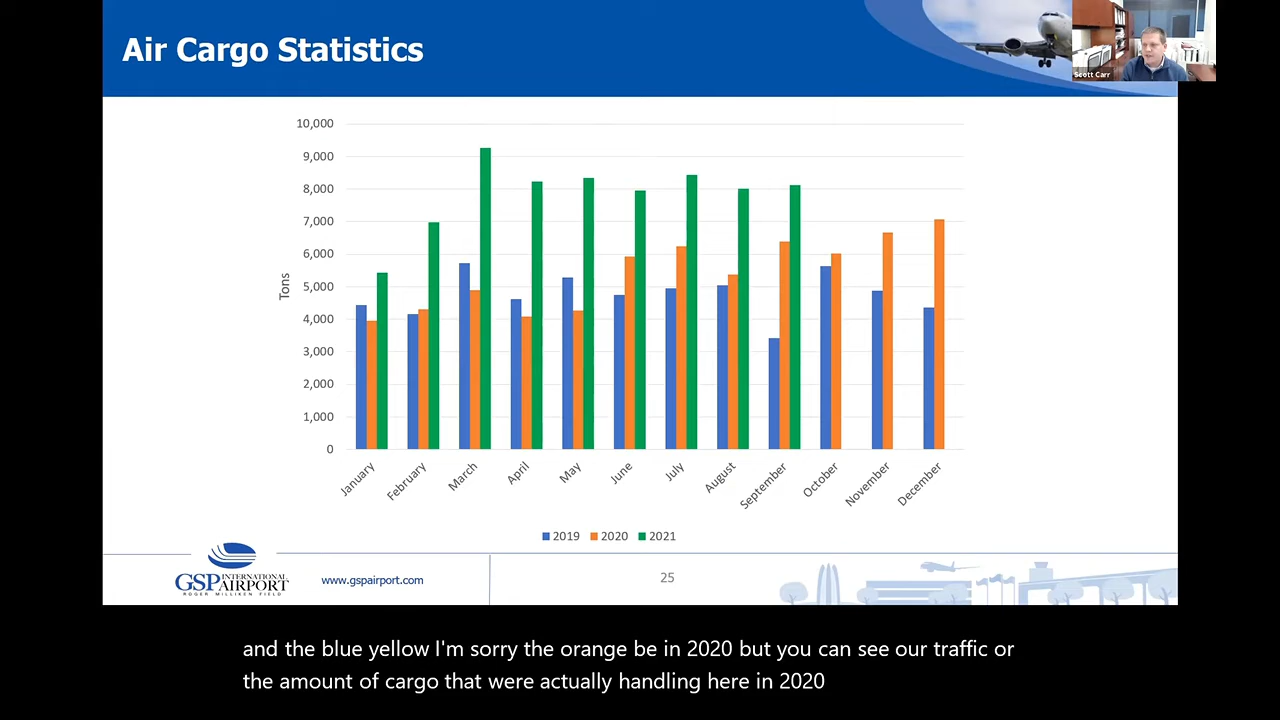 Air Cargo Statistics
Scott Carr
10,000
9,000
8,000
7,000
6,000
5,000
4,000
3,000
2,000
1,000
0
Tons
January
February
March
April
May
June
July
August
September
October
November
December
2019 2020 2021
GSP INTERNATIONAL AIRPORT
ROGER MILLIKEN FIELD
www.gspairport.com
25
and the blue yellow I'm sorry the orange be in 2020 but you can see our traffic or
the amount of cargo that were actually handling here in 2020